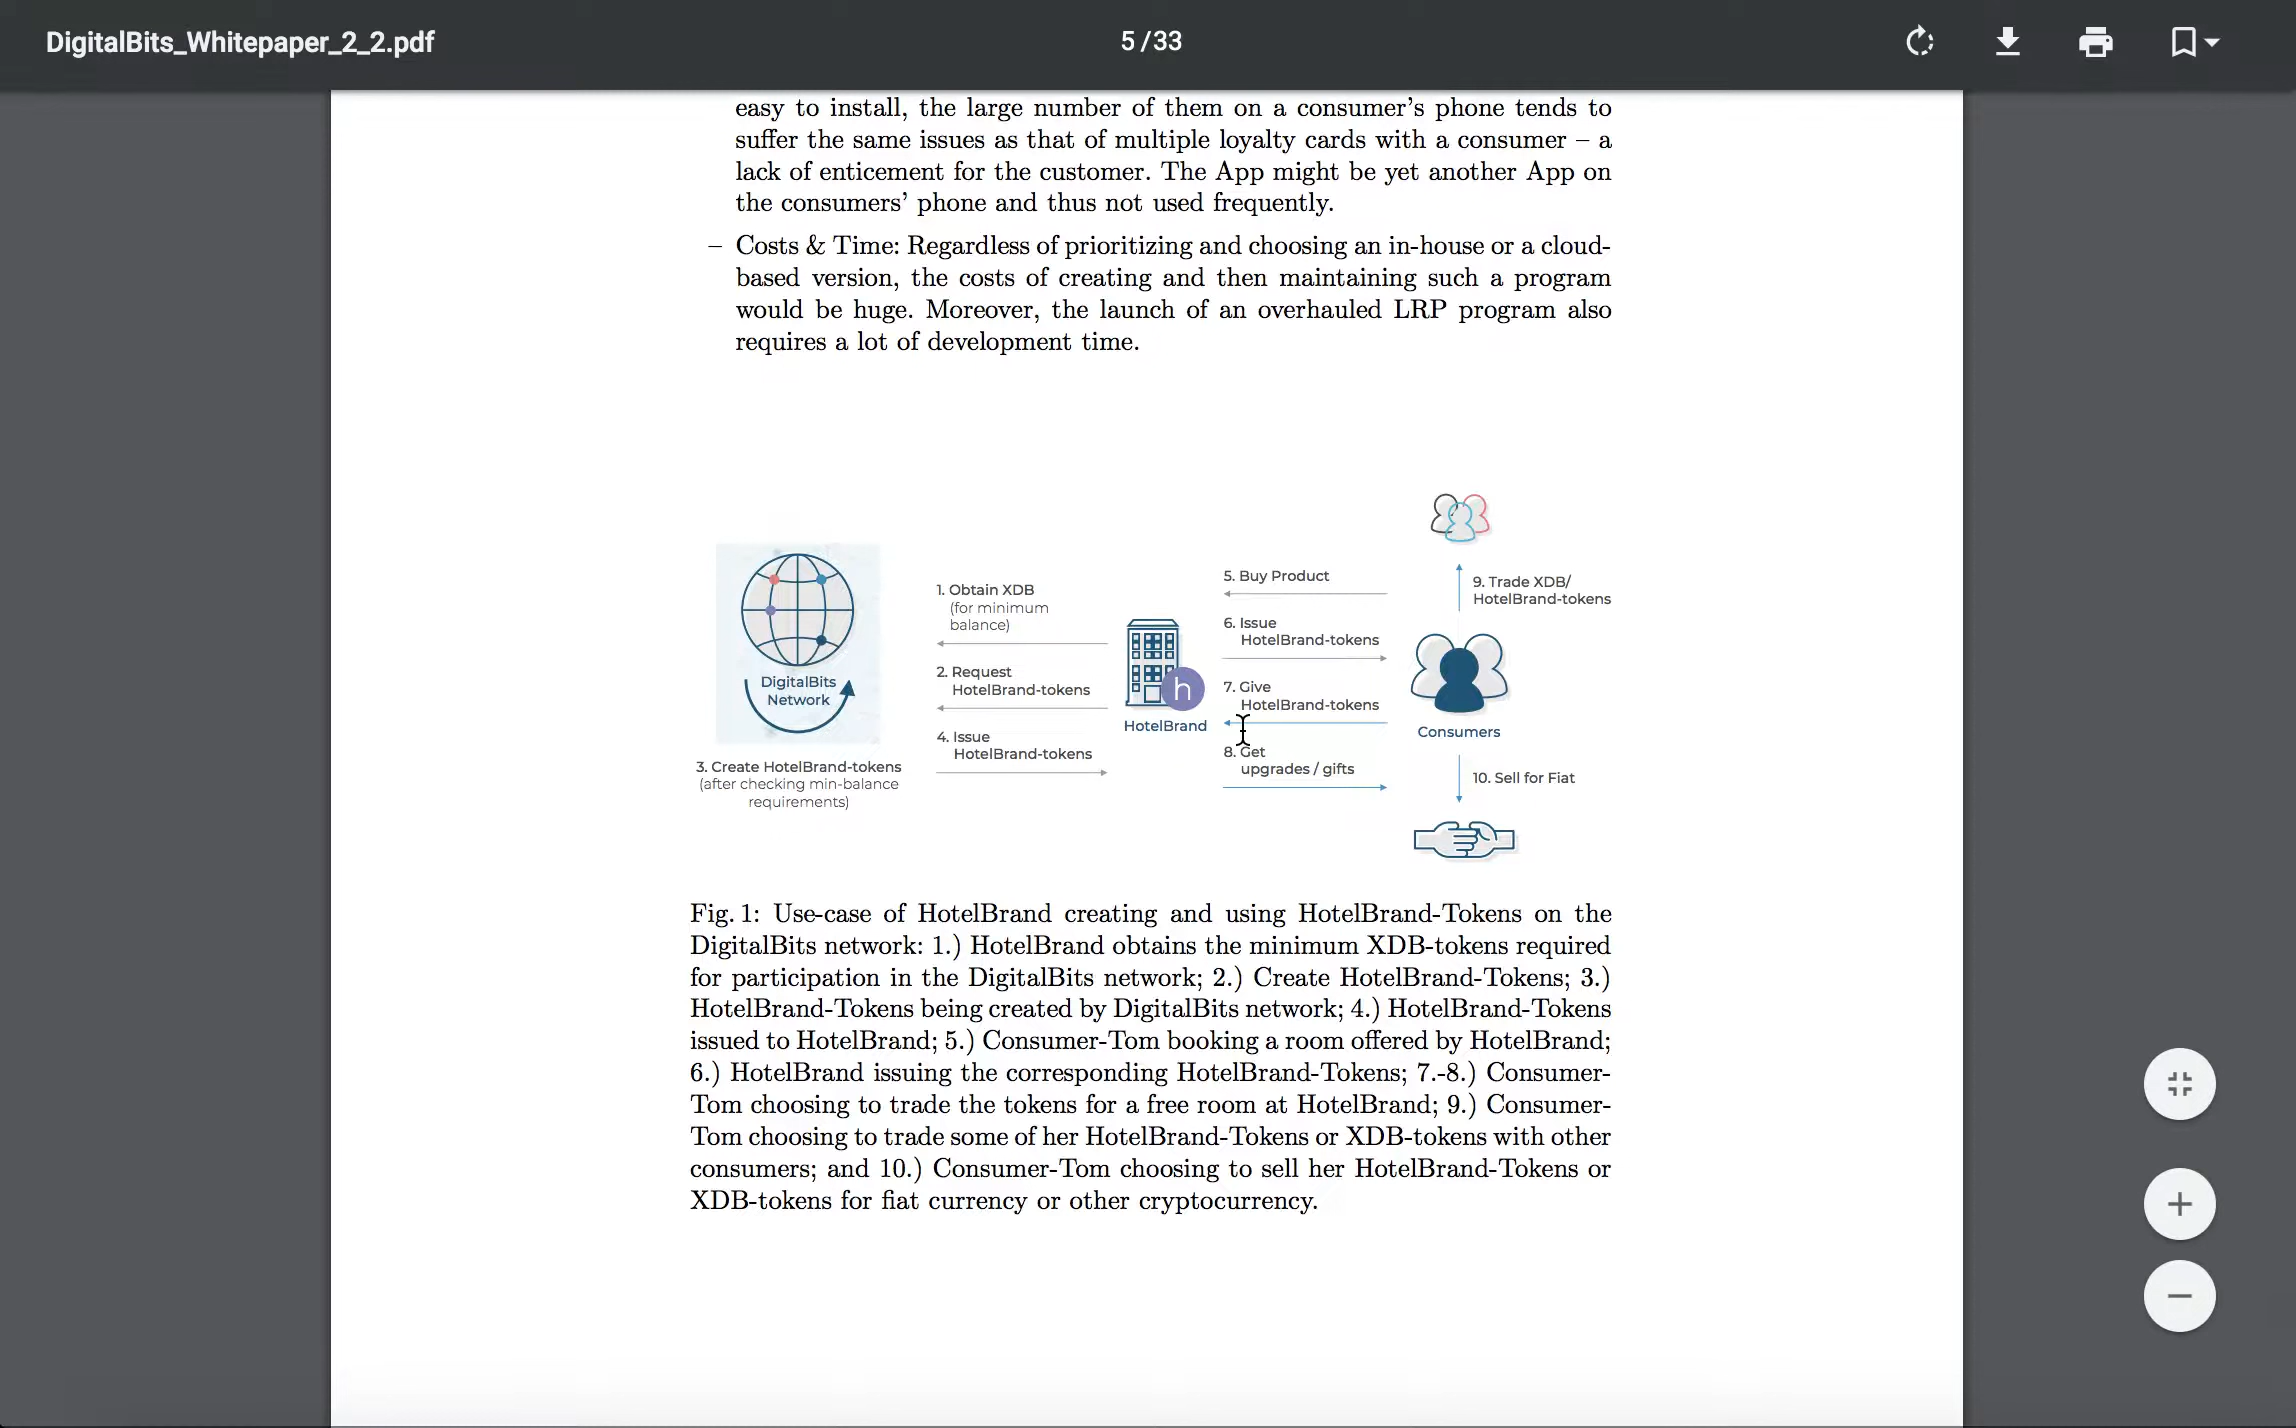 DigitalBits_Whitepaper_2_2.pdf
5 /33
easy to install, the large number of them on a consumer’s phone tends to
suffer the same issues as that of multiple loyalty cards with a consumer – a
lack of enticement for the customer. The App might be yet another App on
the consumers’ phone and thus not used frequently.
– Costs & Time: Regardless of prioritizing and choosing an in-house or a cloud-
based version, the costs of creating and then maintaining such a program
would be huge. Moreover, the launch of an overhauled LRP program also
requires a lot of development time.
DigitalBits
Network
3. Create HotelBrand-tokens
(after checking min-balance
requirements)
1. Obtain XDB
(for minimum
balance)
2. Request
HotelBrand-tokens
4. Issue
HotelBrand-tokens
h
HotelBrand
5. Buy Product
6. Issue
HotelBrand-tokens
7. Give
HotelBrand-tokens
8. Get
upgrades / gifts
9. Trade XDB/
HotelBrand-tokens
Consumers
10. Sell for Fiat
Fig. 1: Use-case of HotelBrand creating and using HotelBrand-Tokens on the
DigitalBits network: 1.) HotelBrand obtains the minimum XDB-tokens required
for participation in the DigitalBits network; 2.) Create HotelBrand-Tokens; 3.)
HotelBrand-Tokens being created by DigitalBits network; 4.) HotelBrand-Tokens
issued to HotelBrand; 5.) Consumer-Tom booking a room offered by HotelBrand;
6.) HotelBrand issuing the corresponding HotelBrand-Tokens; 7.-8.) Consumer-
Tom choosing to trade the tokens for a free room at HotelBrand; 9.) Consumer-
Tom choosing to trade some of her HotelBrand-Tokens or XDB-tokens with other
consumers; and 10.) Consumer-Tom choosing to sell her HotelBrand-Tokens or
XDB-tokens for fiat currency or other cryptocurrency.